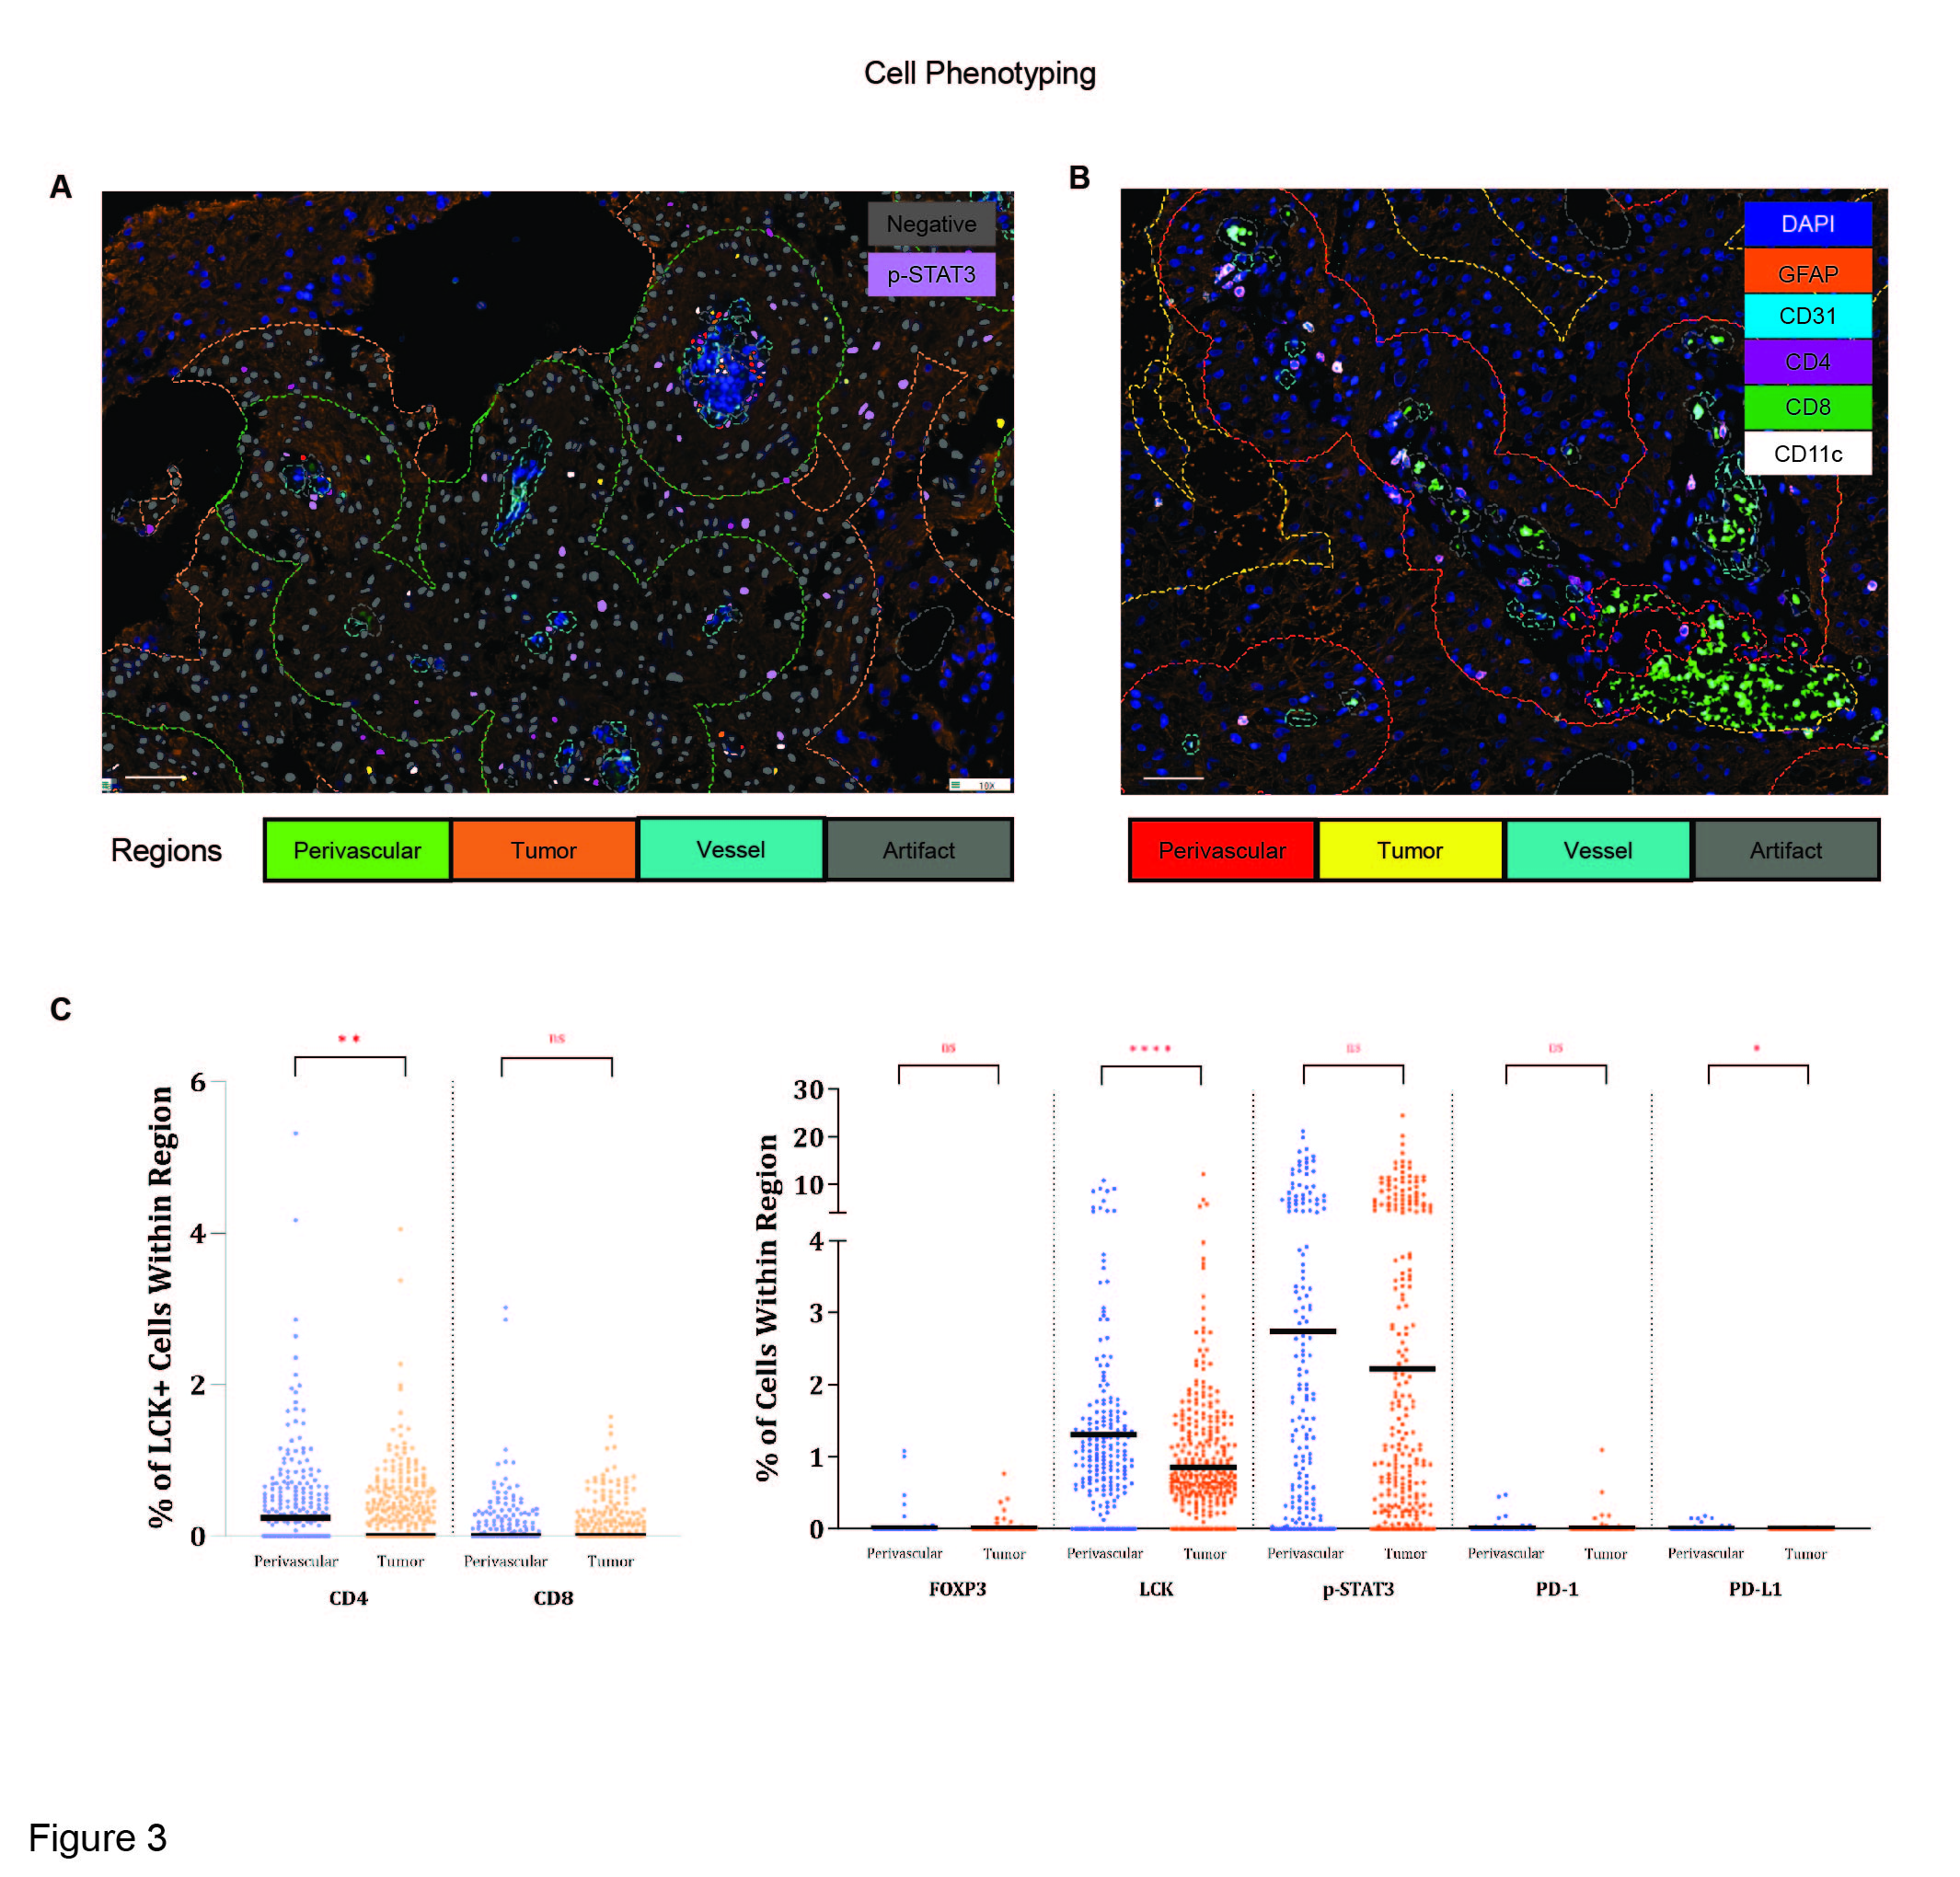 Cell Phenotyping
A
Negative
p-STAT3
10X
B
DAPI
GFAP
CD31
CD4
CD8
CD11c
Regions
Perivascular Tumor Vessel Artifact
Perivascular Tumor Vessel Artifact
C
% of LCK+ Cells Within Region
6
4
2
0
** ns
Perivascular Tumor Perivascular Tumor
CD4 CD8
% of Cells Within Region
30
20
10
4
3
2
1
0
ns **** ns ns *
Perivascular Tumor Perivascular Tumor Perivascular Tumor Perivascular Tumor Perivascular Tumor
FOXP3 LCK p-STAT3 PD-1 PD-L1
Figure 3